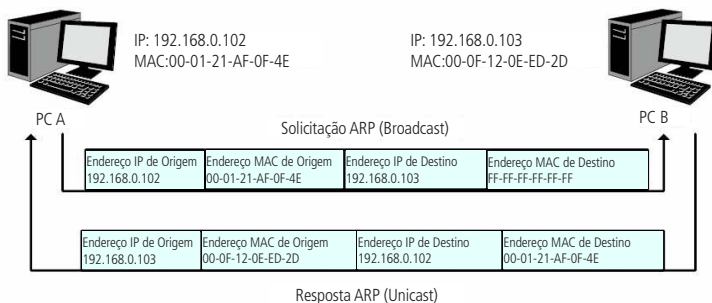 IP: 192.168.0.102
MAC:00-01-21-AF-0F-4E
IP: 192.168.0.103
MAC:00-0F-12-0E-ED-2D
PC A
PC B
Solicitação ARP (Broadcast)
Endereço IP de Origem
192.168.0.102
Endereço MAC de Origem
00-01-21-AF-0F-4E
Endereço IP de Destino
192.168.0.103
Endereço MAC de Destino
FF-FF-FF-FF-FF-FF
Endereço IP de Origem
192.168.0.103
Endereço MAC de Origem
00-0F-12-0E-ED-2D
Endereço IP de Destino
192.168.0.102
Endereço MAC de Destino
00-01-21-AF-0F-4E
Resposta ARP (Unicast)